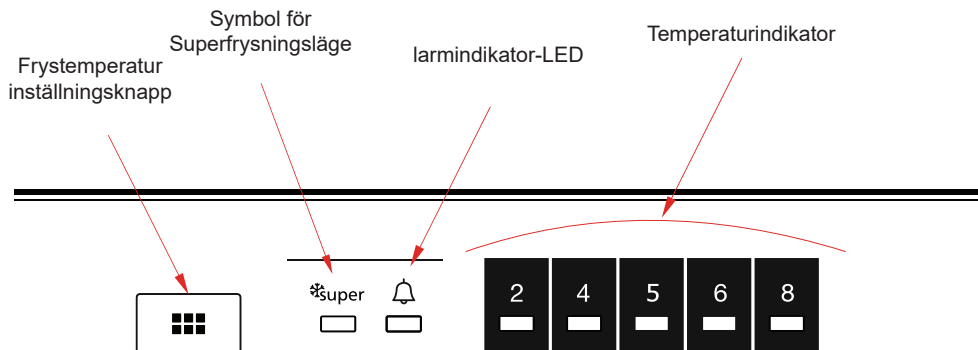 Symbol för
Superfrysningsläge
Temperaturindikator
larmindikator-LED
Frystemperatur
inställningsknapp
super
2 4 5 6 8